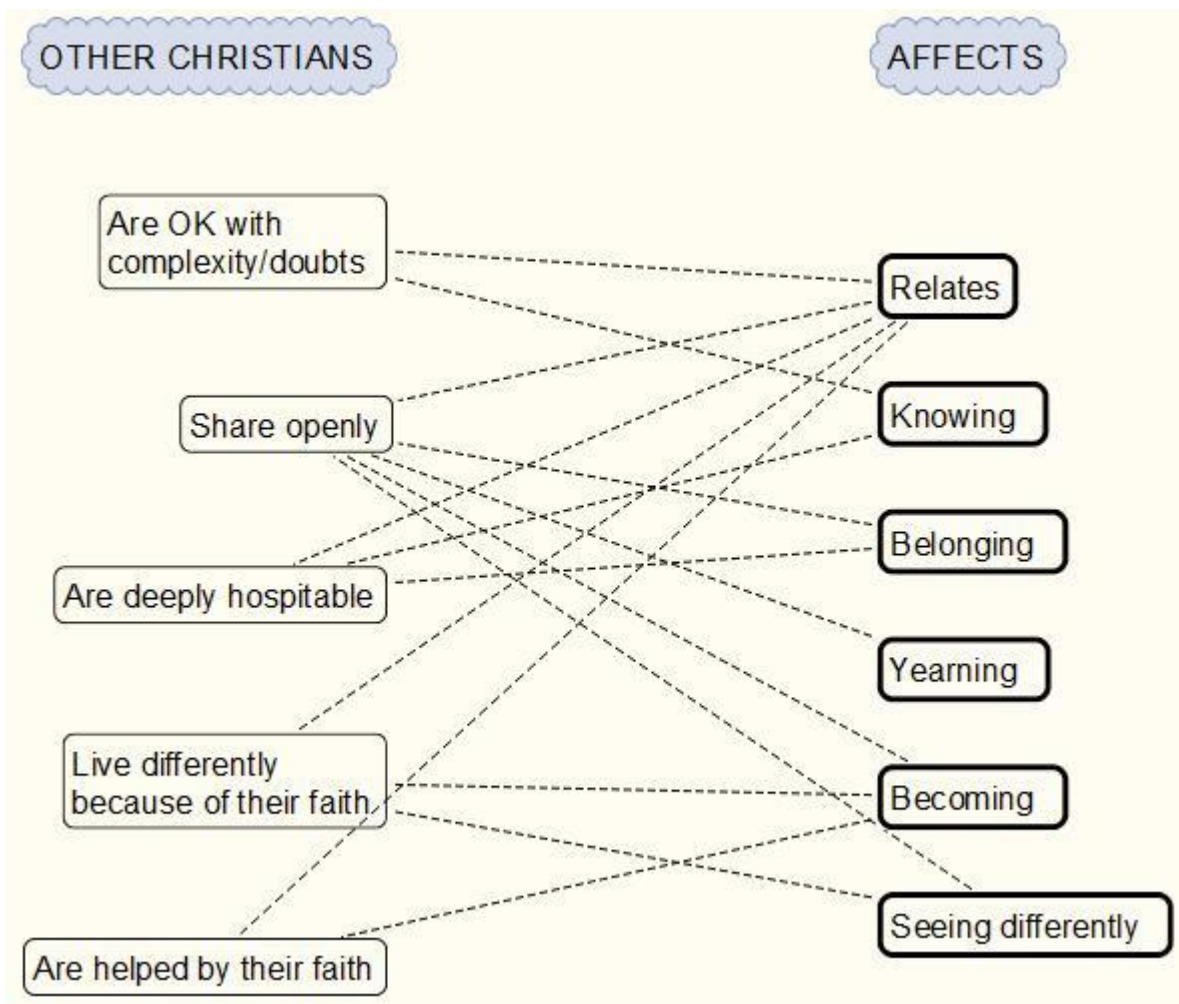 OTHER CHRISTIANS
AFFECTS
Are OK with
complexity/doubts
Share openly
Are deeply hospitable
Live differently
because of their faith
Are helped by their faith
Relates
Knowing
Belonging
Yearning
Becoming
Seeing differently